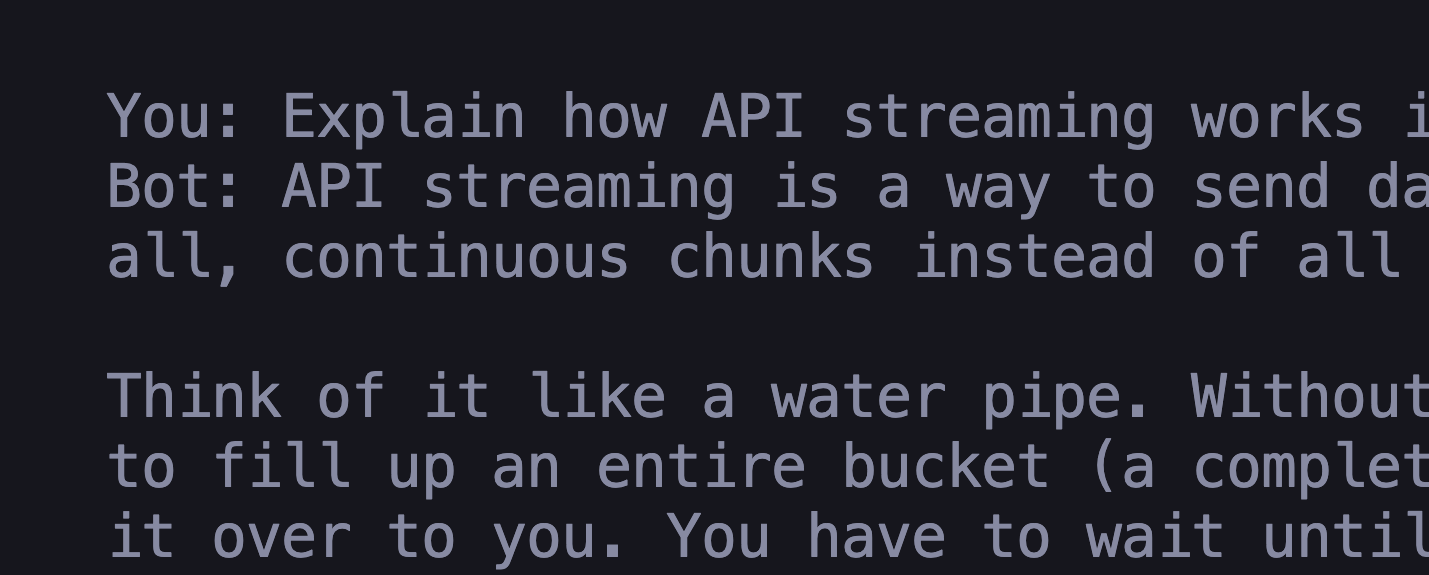 You: Explain how API streaming works
Bot: API streaming is a way to send
all, continuous chunks instead of all
Think of it like a water pipe. Without
to fill up an entire bucket (a complet
it over to you. You have to wait until